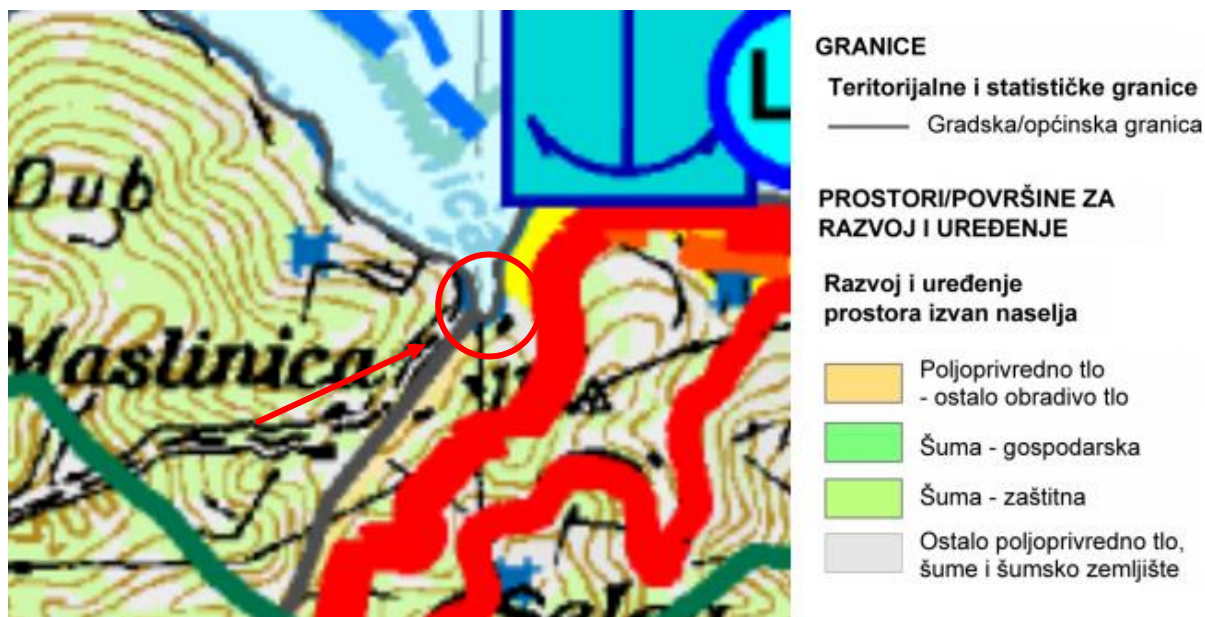 Dub
Maslinica
L
GRANICE
Teritorijalne i statističke granice
Gradska/općinska granica
PROSTORI/POVRŠINE ZA
RAZVOJ I UREĐENJE
Razvoj i uređenje
prostora izvan naselja
Poljoprivredno tlo
- ostalo obradivo tlo
Šuma - gospodarska
Šuma - zaštitna
Ostalo poljoprivredno tlo,
šume i šumsko zemljište